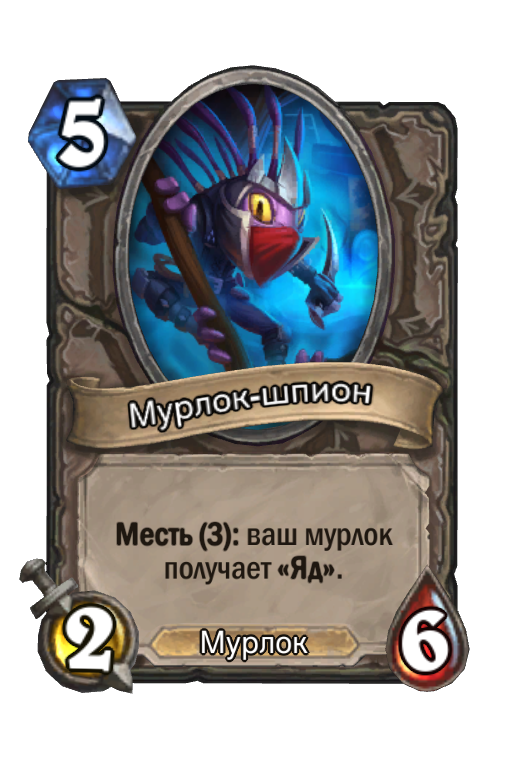 5
Мурлок-шпион
Месть (3): ваш мурлок
получает «Яд».
2
Мурлок
6